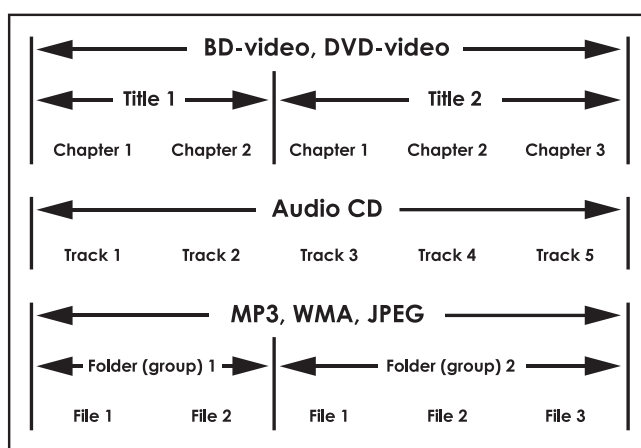 BD-video, DVD-video
Title 1 Title 2
Chapter 1 Chapter 2 Chapter 1 Chapter 2 Chapter 3
Audio CD
Track 1 Track 2 Track 3 Track 4 Track 5
MP3, WMA, JPEG
Folder (group) 1 Folder (group) 2
File 1 File 2 File 1 File 2 File 3